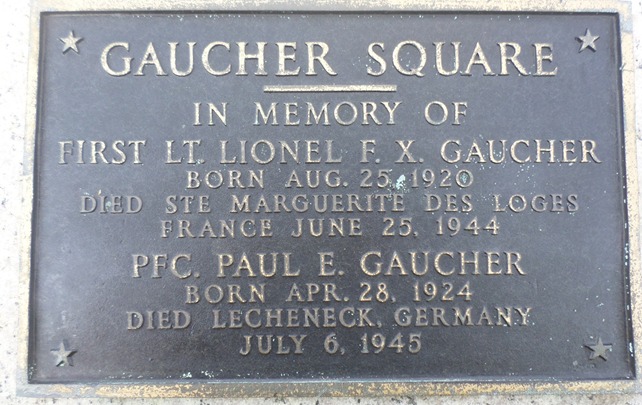 GAUCHER SQUARE
IN MEMORY OF
FIRST LT. LIONEL F. X. GAUCHER
BORN AUG. 25, 1920
DIED STE MARGUERITE DES LOGES
FRANCE JUNE 25, 1944
PFC. PAUL E. GAUCHER
BORN APR. 28, 1924
DIED LECHENECK, GERMANY
JULY 6, 1945